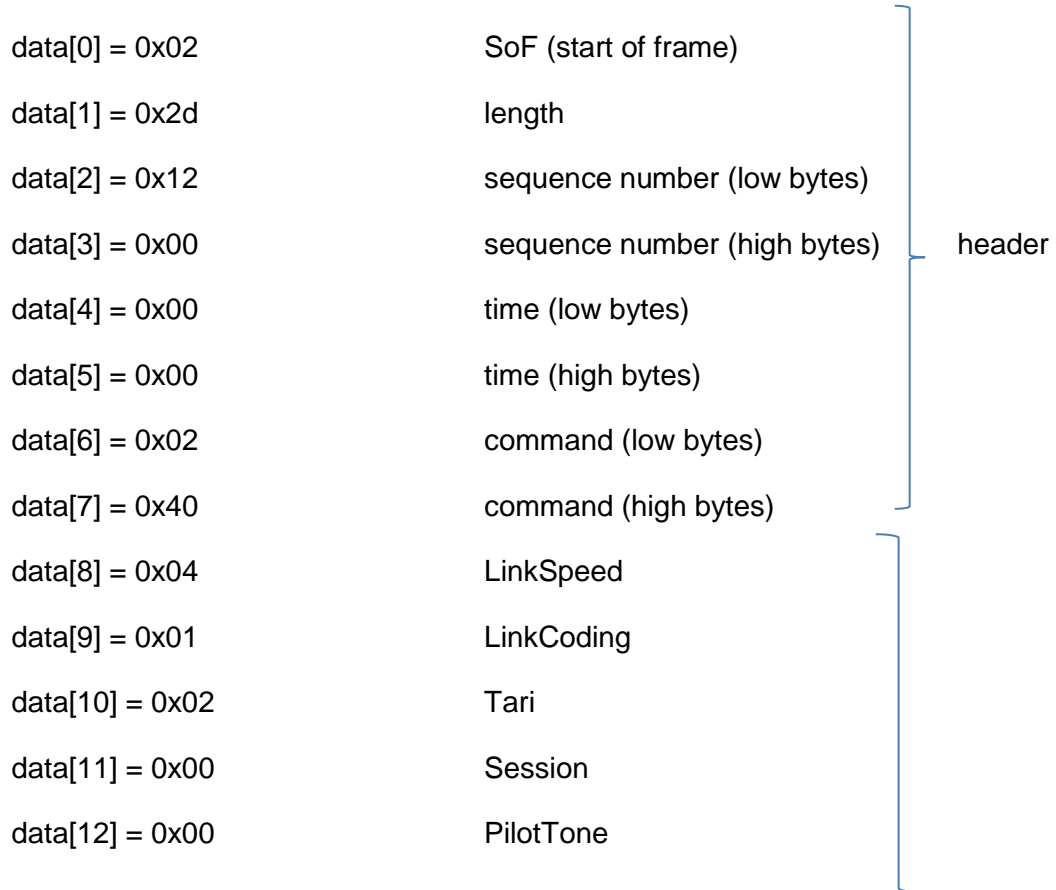 data[0] = 0x02 SoF (start of frame)
data[1] = 0x2d length
data[2] = 0x12 sequence number (low bytes)
data[3] = 0x00 sequence number (high bytes) header
data[4] = 0x00 time (low bytes)
data[5] = 0x00 time (high bytes)
data[6] = 0x02 command (low bytes)
data[7] = 0x40 command (high bytes)
data[8] = 0x04 LinkSpeed
data[9] = 0x01 LinkCoding
data[10] = 0x02 Tari
data[11] = 0x00 Session
data[12] = 0x00 PilotTone